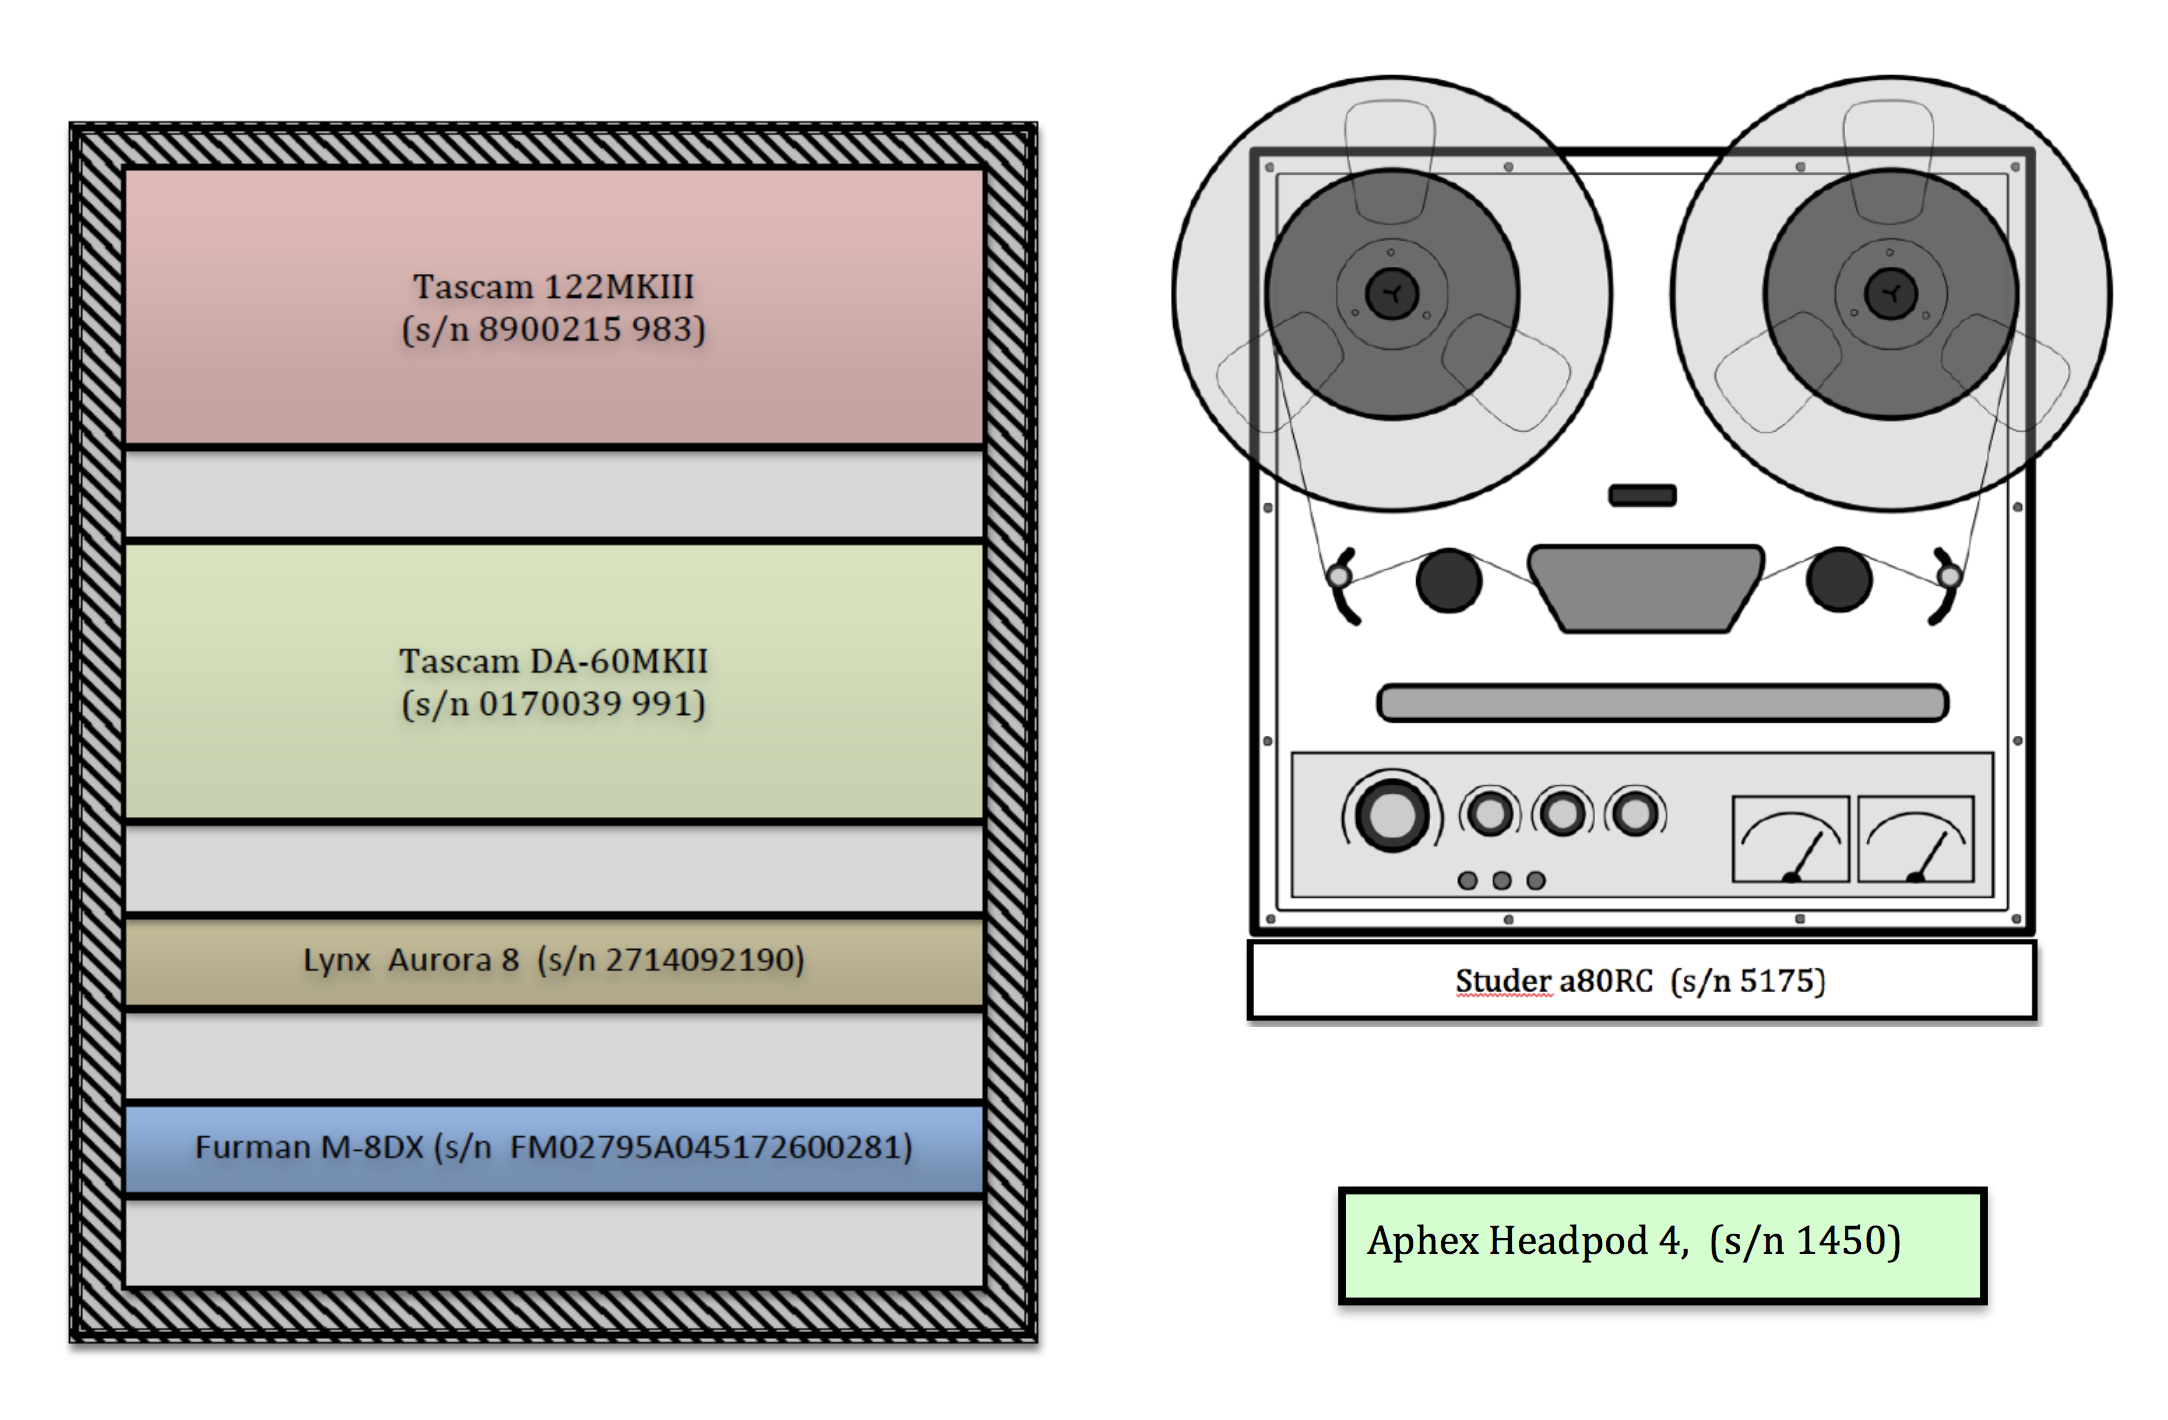 Tascam 122MKIII
(s/n 8900215 983)
Tascam DA-60MKII
(s/n 0170039 991)
Lynx  Aurora 8  (s/n 2714092190)
Furman M-8DX (s/n  FM02795A045172600281)
Studer a80RC  (s/n 5175)
Aphex Headpod 4,  (s/n 1450)